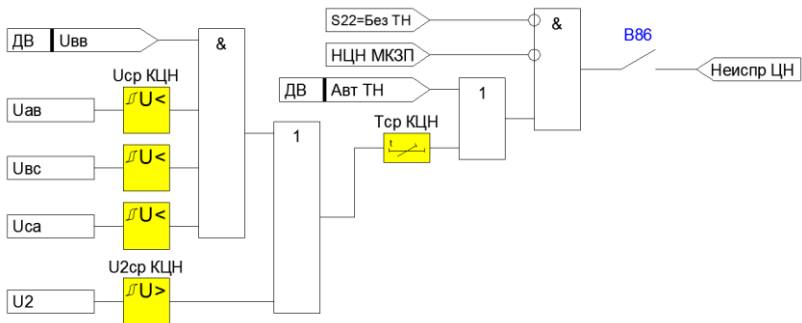 S22=Без ТН
ДВ Uвв
&
&
B86
НЦН МКЗП
Неиспр ЦН
Uср КЦН
ДВ Авт ТН
1
Uав
U<
Тср КЦН
1
t
Uвс
U<
Uса
U<
U2ср КЦН
U2
U>